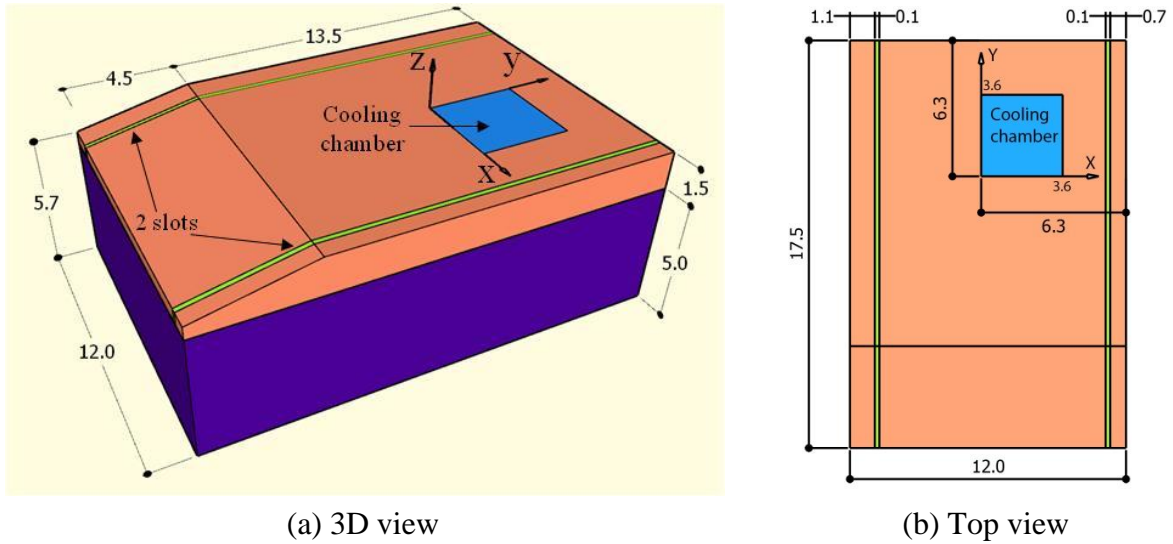 13.5
4.5
Z
y
Cooling
chamber
x
5.7
2 slots
1.5
5.0
12.0
(a) 3D view
1.1
0.1
0.1
0.7
Y
3.6
6.3
Cooling
chamber
X
3.6
6.3
17.5
12.0
(b) Top view